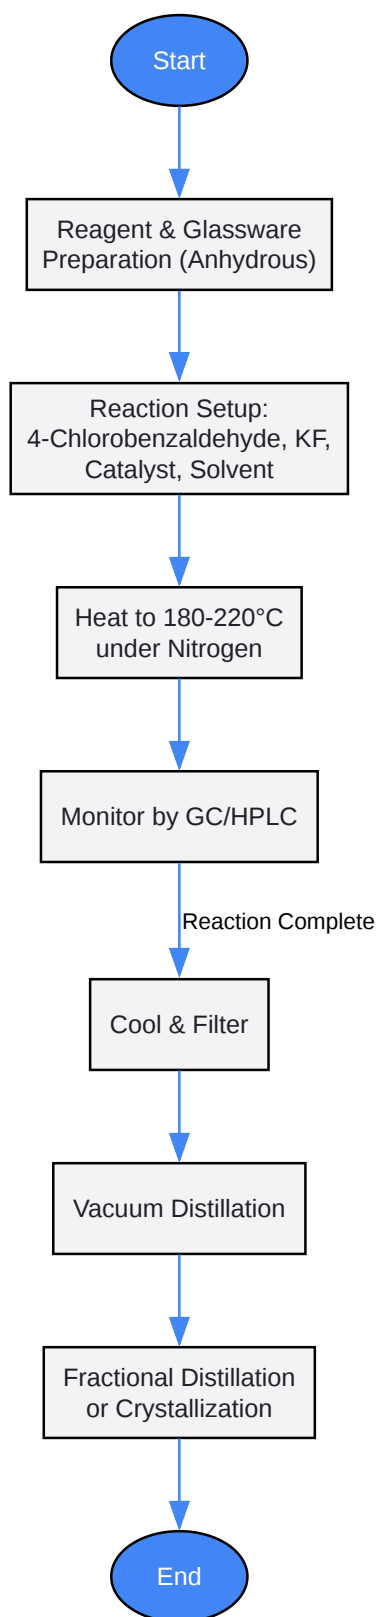 Start
Reagent & Glassware
Preparation (Anhydrous)
Reaction Setup:
4-Chlorobenzaldehyde, KF,
Catalyst, Solvent
Heat to 180-220°C
under Nitrogen
Monitor by GC/HPLC
Reaction Complete
Cool & Filter
Vacuum Distillation
Fractional Distillation
or Crystallization
End